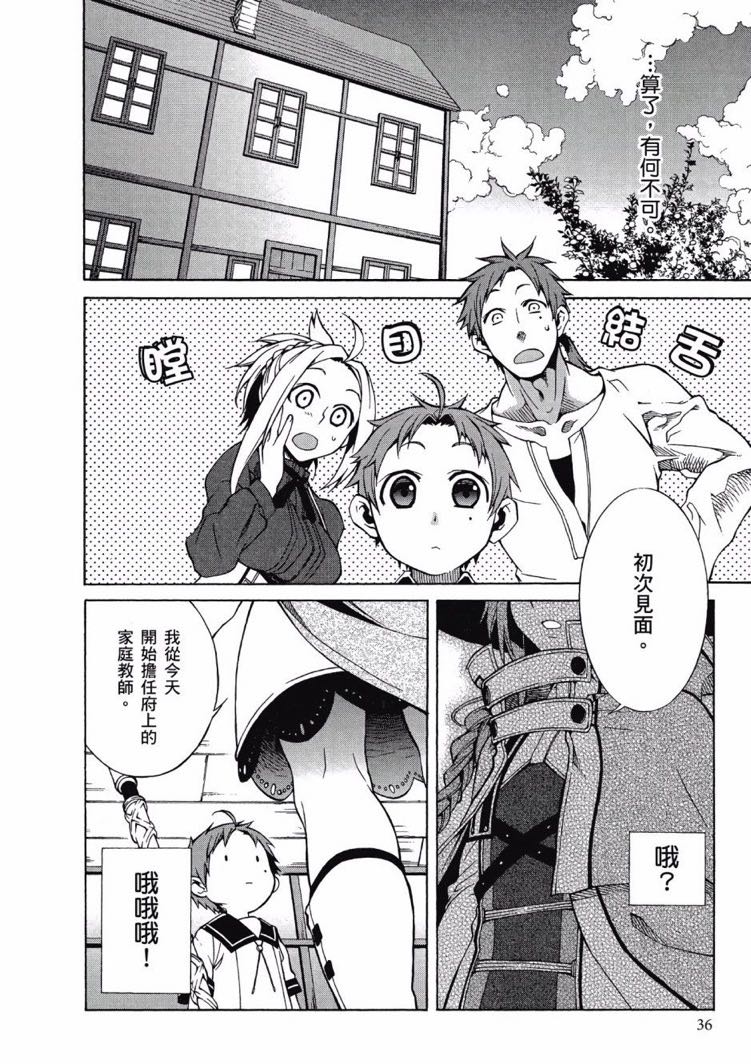 …算了，有何不可。
瞠目結舌
初次見面。
哦？
我從今天
開始擔任府上的
家庭教師。
哦哦哦！
36